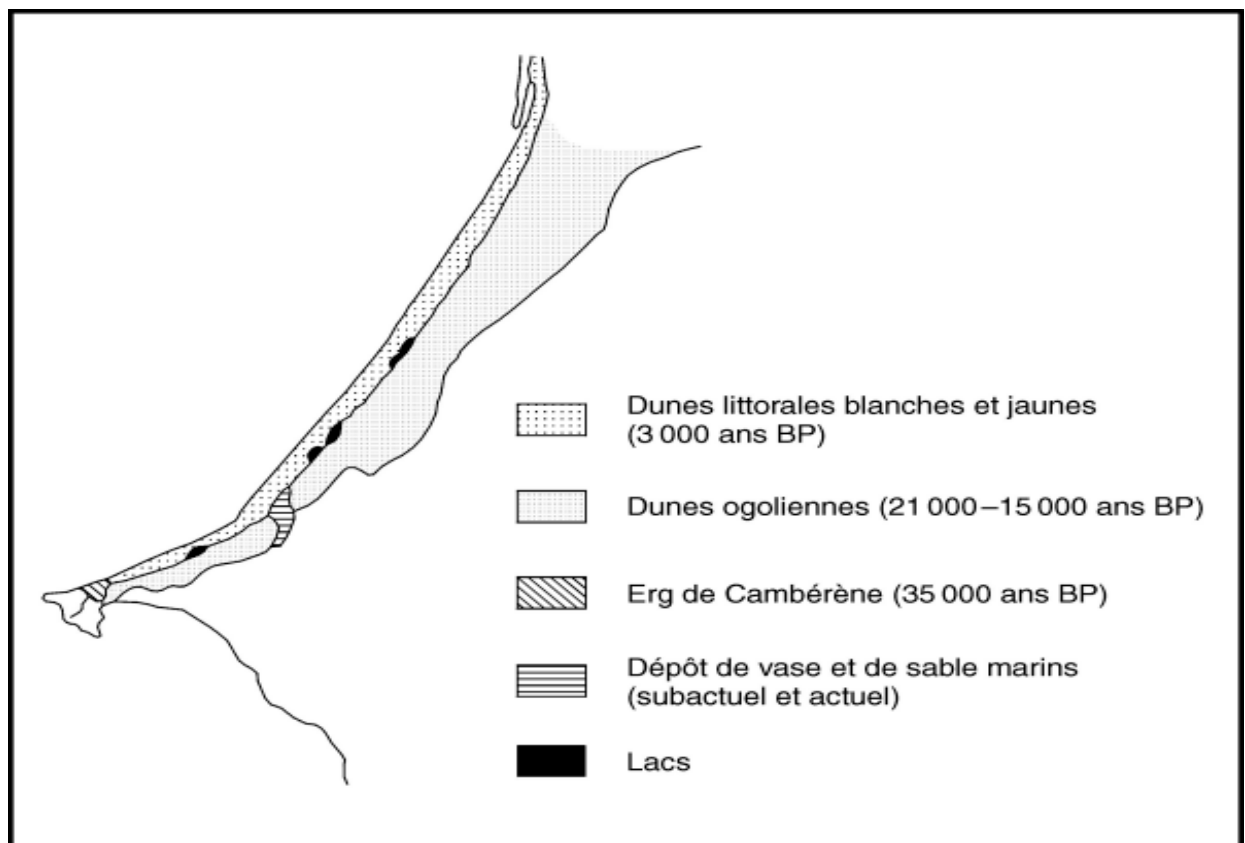 Dunes littorales blanches et jaunes
(3 000 ans BP)
Dunes ogoliennes (21 000–15 000 ans BP)
Erg de Cambérène (35 000 ans BP)
Dépôt de vase et de sable marins
(subactuel et actuel)
Lacs